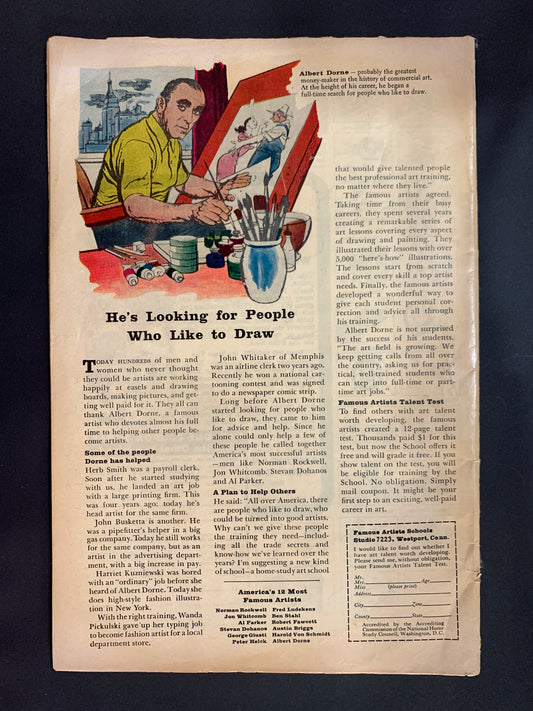 Albert Dorne — probably the greatest
money-maker in the history of commercial art.
At the height of his career, he began a
full-time search for people who like to draw.
He's Looking for People
Who Like to Draw
TODAY HUNDREDS of men and
women who never thought
they could be artists are working
happily at easels and drawing
boards, making pictures, and get-
ting well paid for it. They all can
thank Albert Dorne, a famous
artist who devotes almost his full
time to helping other people be-
come artists.
Some of the people
Dorne has helped
Herb Smith was a payroll clerk.
Soon after he started studying
with us, he landed an art job
with a large printing firm. This
was four years ago; today he's
head artist for the same firm.
John Busketta is another. He
was a pipefitter's helper in a big
gas company. Today he still works
for the same company, but as an
artist in the advertising depart-
ment, with a big increase in pay.
Harriet Kuzniewski was bored
with an "ordinary" job before she
heard of Albert Dorne. Today she
does high-style fashion illustra-
tion in New York.
With the right training, Wanda
Pickulski gave up her typing job
to become fashion artist for a local
department store.
John Whitaker of Memphis
was an airline clerk two years ago.
Recently he won a national car-
tooning contest and was signed
to do a newspaper comic strip.
Long before Albert Dorne
started looking for people who
like to draw, they came to him
for advice and help. Since he
alone could only help a few of
these people he called together
America's most successful artists
—men like Norman Rockwell,
Jon Whitcomb, Stevan Dohanos
and Al Parker.
A Plan to Help Others
He said: "All over America, there
are people who like to draw, who
could be turned into good artists.
Why can't we give these people
the training they need—includ-
ing all the trade secrets and
know-how we've learned over the
years? I'm suggesting a new kind
of school—a home-study art school
America's 12 Most
Famous Artists
Norman Rockwell Fred Ludekens
Jon Whitcomb Ben Stahl
Al Parker Robert Fawcett
Stevan Dohanos Austin Briggs
George Giusti Harold Von Schmidt
Peter Helck Albert Dorne
that would give talented people
the best professional art training,
no matter where they live."
The famous artists agreed.
Taking time from their busy
careers, they spent several years
creating a remarkable series of
art lessons covering every aspect
of drawing and painting. They
illustrated their lessons with over
5,000 "here's-how" illustrations.
The lessons start from scratch
and cover every skill a top artist
needs. Finally, the famous artists
developed a wonderful way to
give each student personal cor-
rection and advice all through
his training.
Albert Dorne is not surprised
by the success of his students.
"The art field is growing. We
keep getting calls from all over
the country, asking us for prac-
tical, well-trained students who
can step into full-time or part-
time art jobs."
Famous Artists Talent Test
To find others with art talent
worth developing, the famous
artists created a 12-page talent
test. Thousands paid $1 for this
test, but now the School offers it
free and will grade it free. If you
show talent on the test, you will
be eligible for training by the
School. No obligation. Simply
mail coupon. It might be your
first step to an exciting, well-paid
career in art.
Famous Artists Schools
Studio 7223, Westport, Conn.
I would like to find out whether I
have art talent worth developing.
Please send me, without obligation,
your Famous Artists Talent Test.
Mr.
Mrs. Age
Miss (please print)
Address
City Zone
County State
Accredited by the Accrediting
Commission of the National Home
Study Council, Washington, D.C.